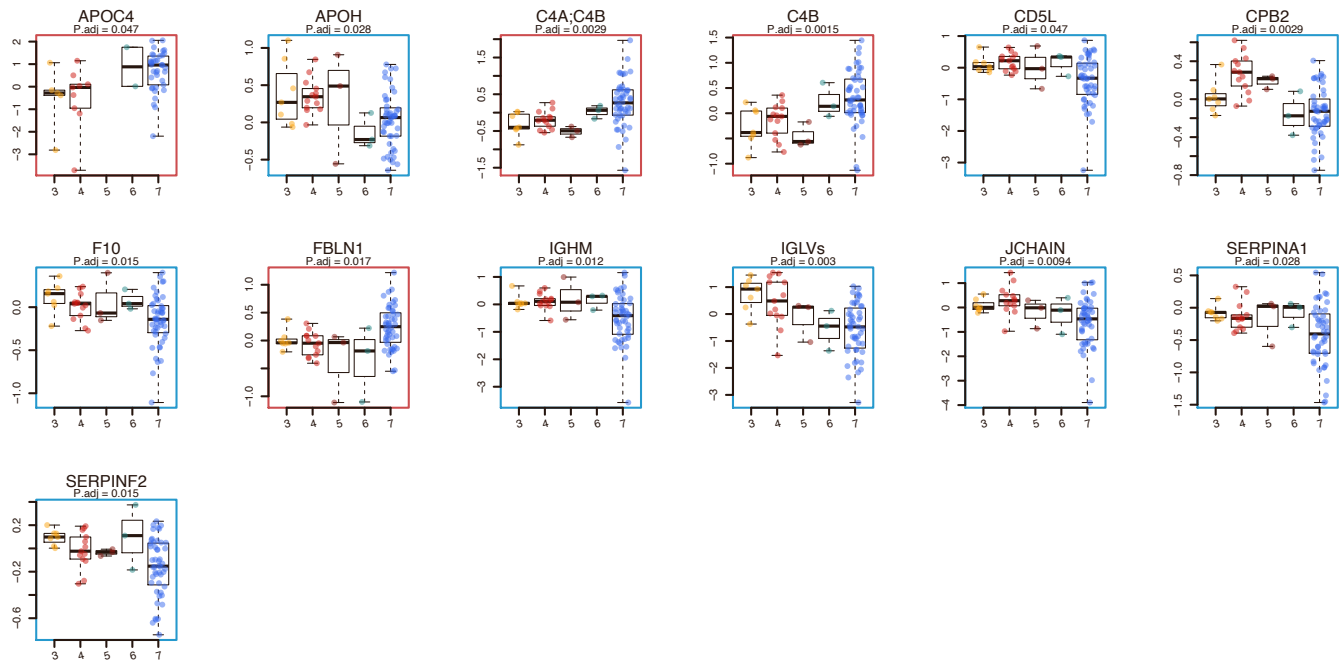 APOC4
P.adj = 0.047
2
1
0
−1
−3
3 4 5 6 7
APOH
P.adj = 0.028
1.0
0.5
0.0
−0.5
3 4 5 6 7
C4A;C4B
P.adj = 0.0029
1.5
0.5
−0.5
−1.5
3 4 5 6 7
C4B
P.adj = 0.0015
1.5
1.0
0.5
0.0
−1.0
3 4 5 6 7
CD5L
P.adj = 0.047
1
0
−1
−2
−3
3 4 5 6 7
CPB2
P.adj = 0.0029
0.4
0.0
−0.4
−0.8
3 4 5 6 7
F10
P.adj = 0.015
0.0
−0.5
−1.0
3 4 5 6 7
FBLN1
P.adj = 0.017
1.0
0.5
0.0
−1.0
3 4 5 6 7
IGHM
P.adj = 0.012
1
0
−1
−3
3 4 5 6 7
IGLVs
P.adj = 0.003
1
0
−1
−2
−3
3 4 5 6 7
JCHAIN
P.adj = 0.0094
1
0
−1
−2
−3
−4
3 4 5 6 7
SERPINA1
P.adj = 0.028
0.5
0.0
−0.5
−1.0
−1.5
3 4 5 6 7
SERPINF2
P.adj = 0.015
0.2
−0.2
−0.6
3 4 5 6 7